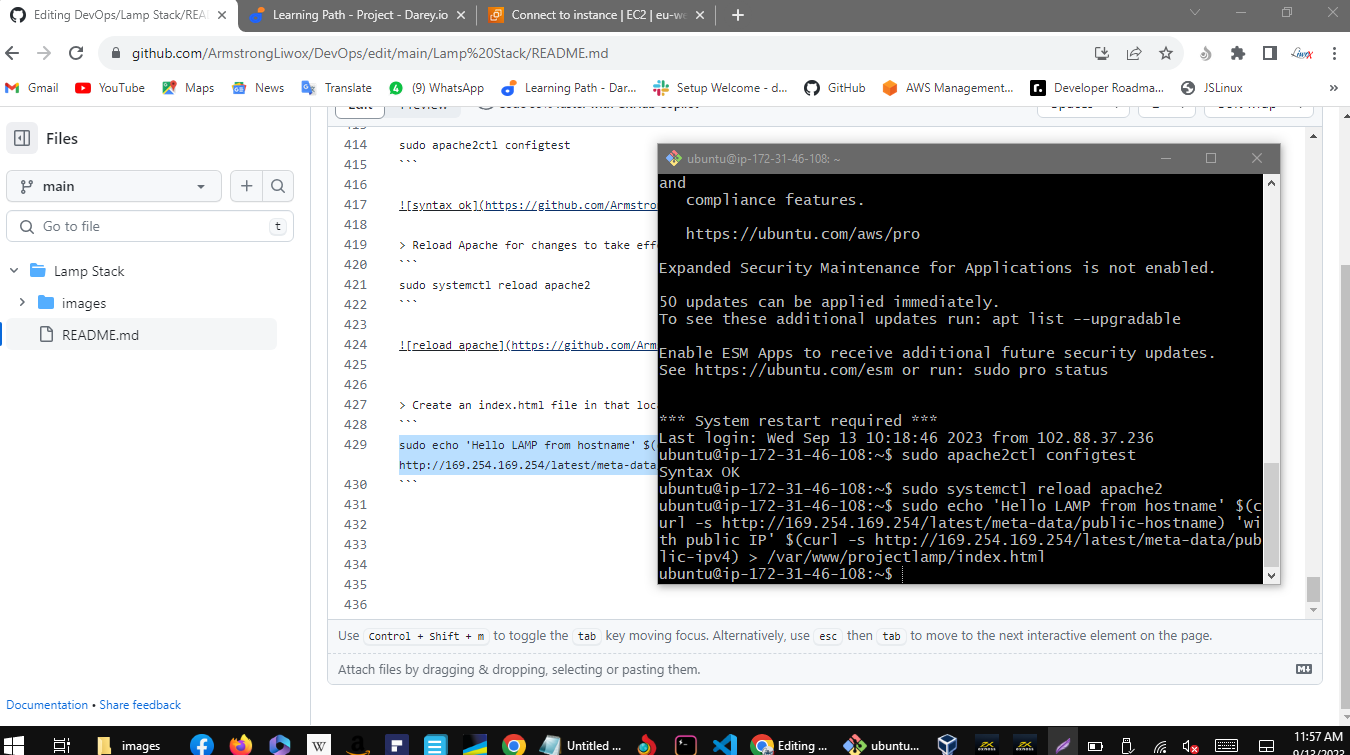 Editing DevOps/Lamp Stack/REA
Learning Path - Project - Darey.io
Connect to instance | EC2 | eu-we
github.com/ArmstrongLiwox/DevOps/edit/main/Lamp%20Stack/README.md
Gmail
YouTube
Maps
News
Translate
(9) WhatsApp
Learning Path - Dar...
Setup Welcome - d...
GitHub
AWS Management...
Developer Roadma...
JSLinux
»
Files
main
Go to file
t
Lamp Stack
images
README.md
Documentation • Share feedback
414 sudo apache2ctl configtest
415 ```
416
417 ![syntax ok](https://github.com/Armstro
418
419 > Reload Apache for changes to take eff
420 ```
421 sudo systemctl reload apache2
422 ```
423
424 ![reload apache](https://github.com/Arm
425
426
427 > Create an index.html file in that loc
428 ```
429 sudo echo 'Hello LAMP from hostname' $(
http://169.254.169.254/latest/meta-data
430 ```
431
432
433
434
435
436
ubuntu@ip-172-31-46-108: ~
and
compliance features.
https://ubuntu.com/aws/pro
Expanded Security Maintenance for Applications is not enabled.
50 updates can be applied immediately.
To see these additional updates run: apt list --upgradable
Enable ESM Apps to receive additional future security updates.
See https://ubuntu.com/esm or run: sudo pro status
*** System restart required ***
Last login: Wed Sep 13 10:18:46 2023 from 102.88.37.236
ubuntu@ip-172-31-46-108:~$ sudo apache2ctl configtest
Syntax OK
ubuntu@ip-172-31-46-108:~$ sudo systemctl reload apache2
ubuntu@ip-172-31-46-108:~$ sudo echo 'Hello LAMP from hostname' $(c
url -s http://169.254.169.254/latest/meta-data/public-hostname) 'wi
th public IP' $(curl -s http://169.254.169.254/latest/meta-data/pub
lic-ipv4) > /var/www/projectlamp/index.html
ubuntu@ip-172-31-46-108:~$
Use Control + Shift + m to toggle the tab key moving focus. Alternatively, use esc then tab to move to the next interactive element on the page.
Attach files by dragging & dropping, selecting or pasting them.
images
Untitled ...
Editing ...
ubuntu...
11:57 AM